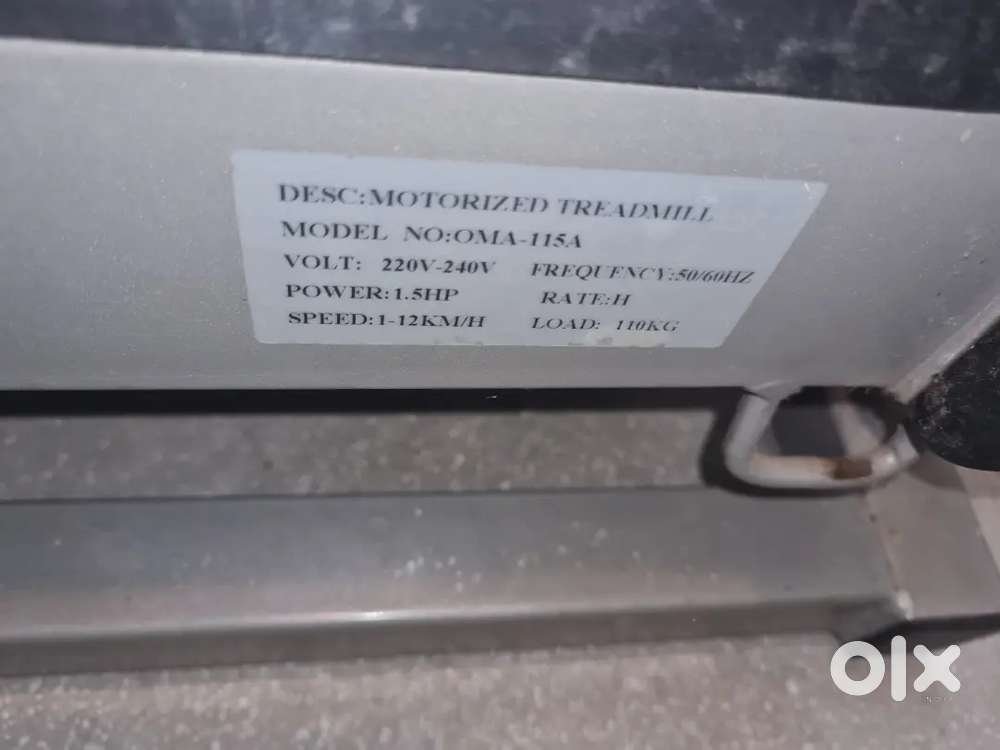 DESC:MOTORIZED TREADMILL
MODEL NO:OMA-115A
VOLT: 220V-240V FREQUENCY:50/60HZ
POWER:1.5HP RATE:H
SPEED:1-12KM/H LOAD: 110KG
olx
INDIA